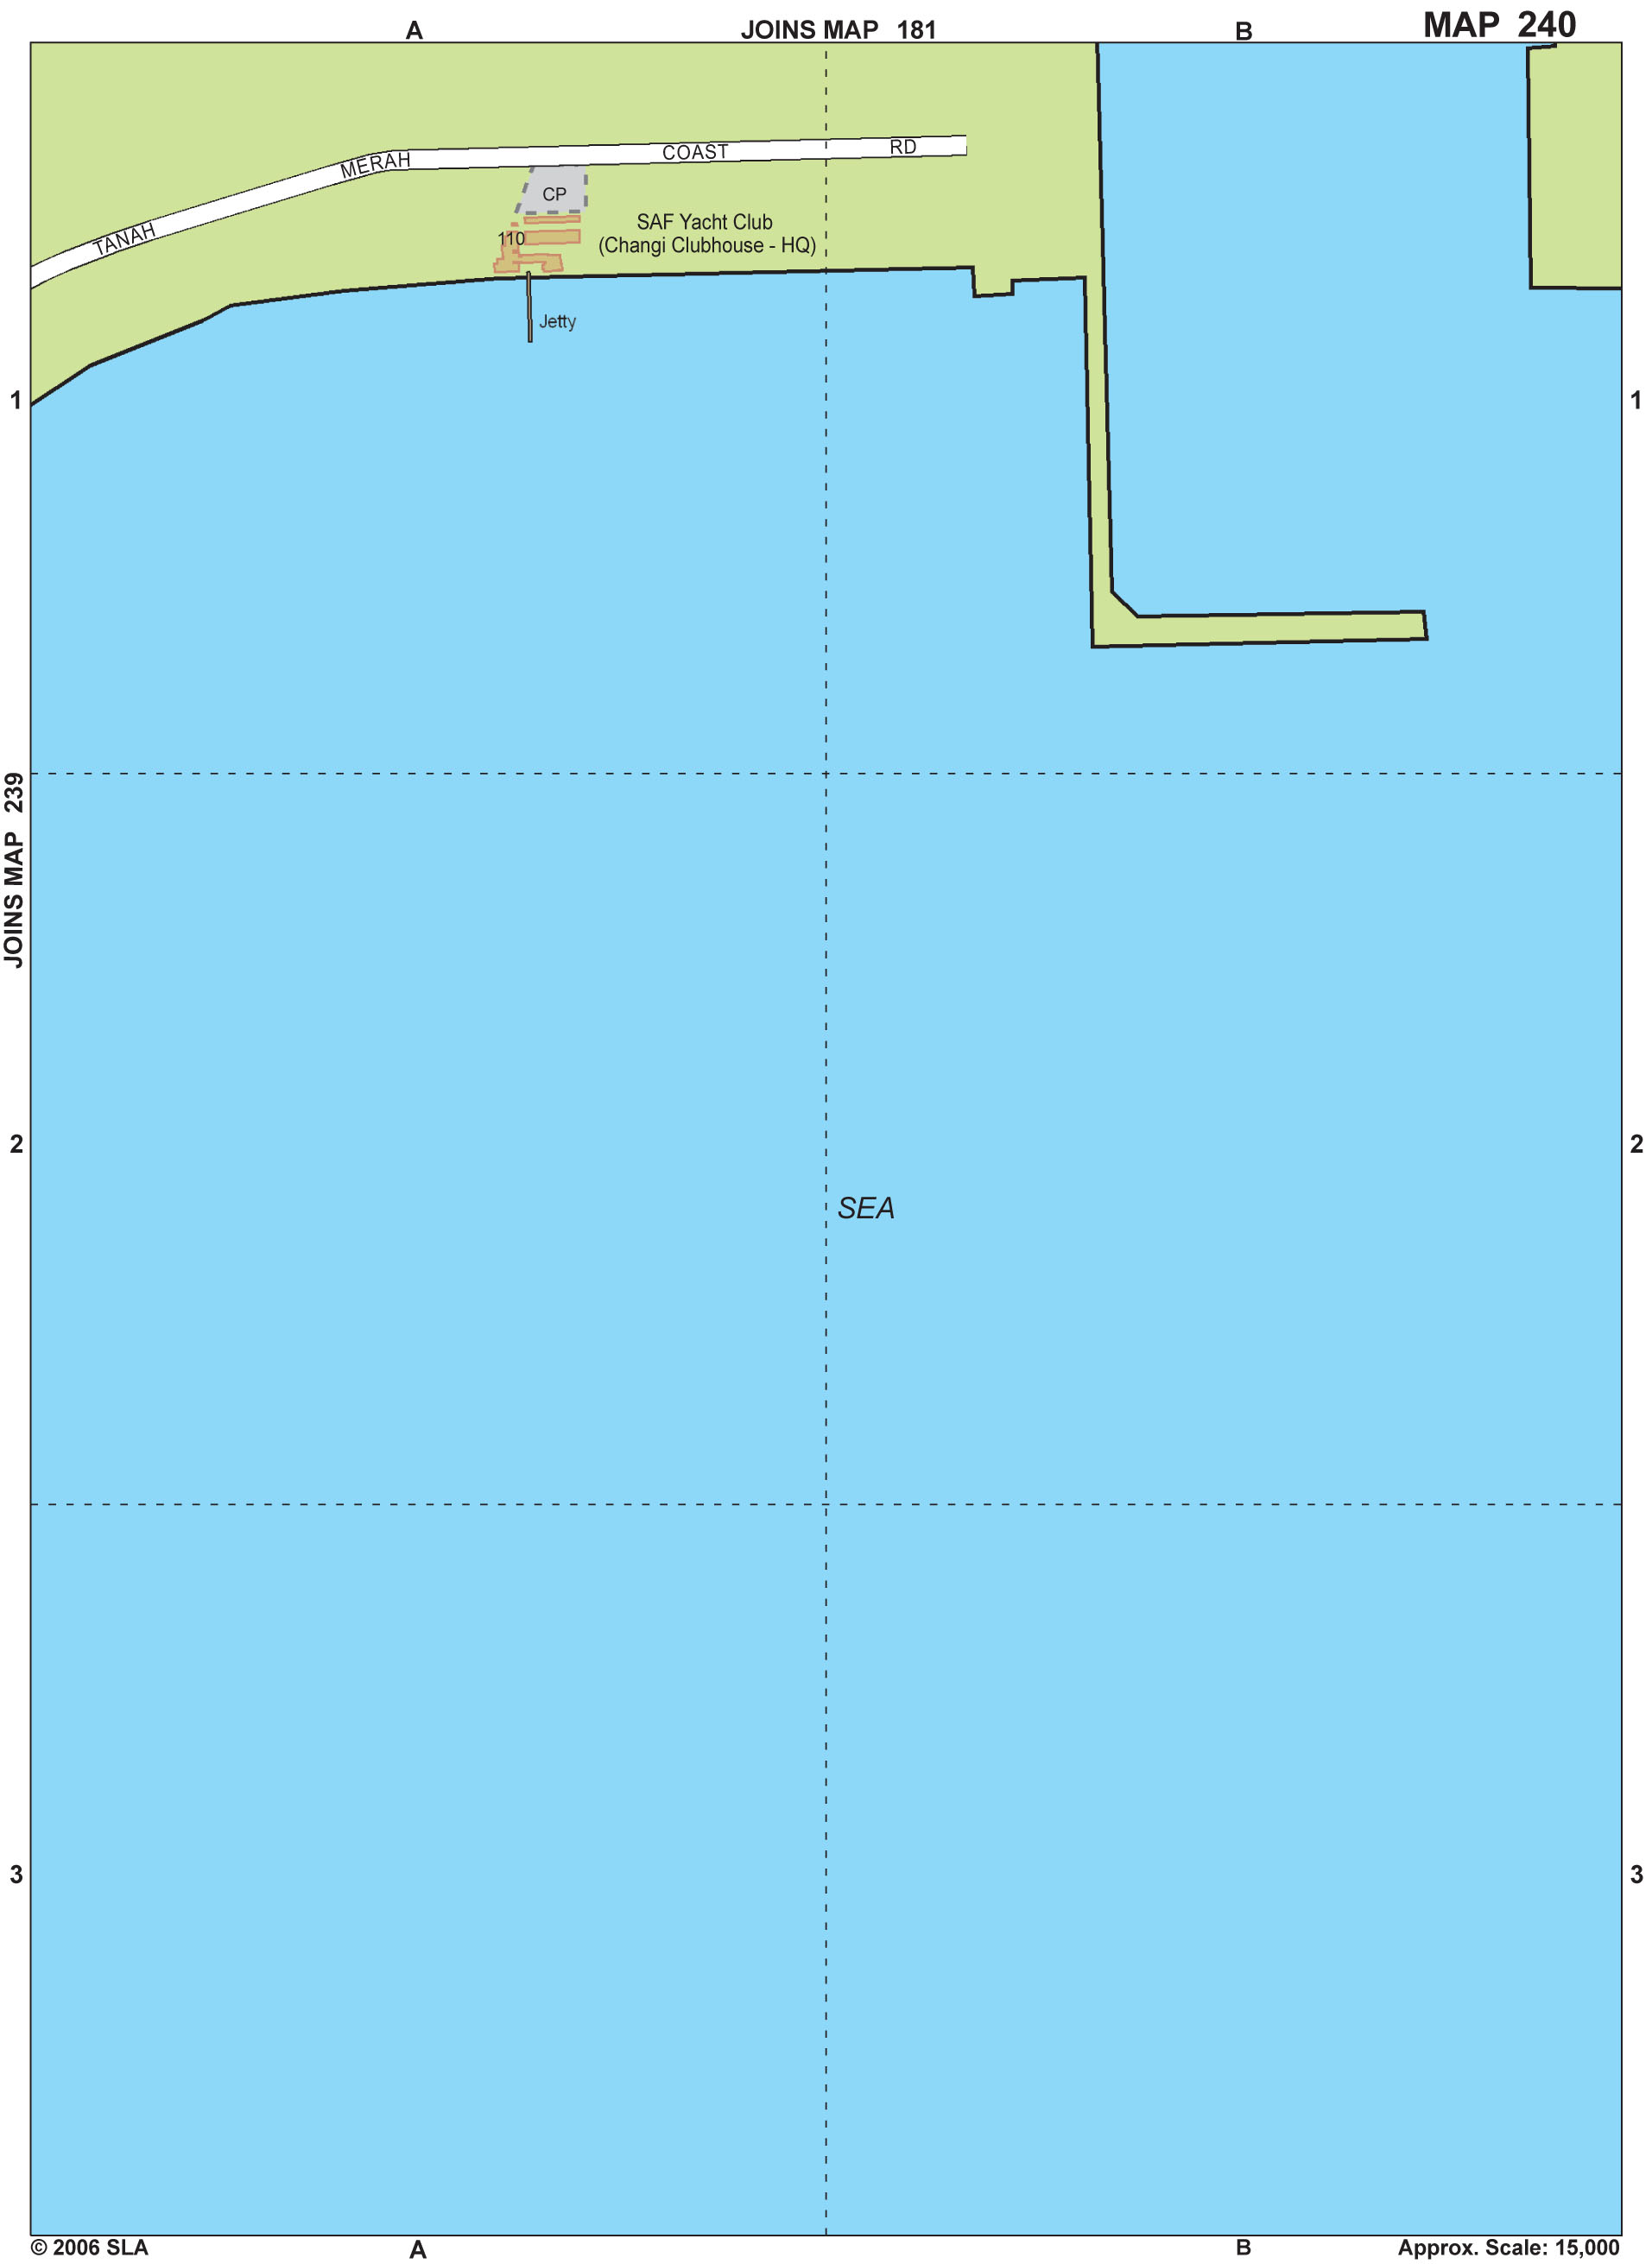 A
JOINS MAP 181
B
MAP 240
TANAH
MERAH
COAST
RD
CP
110
SAF Yacht Club
(Changi Clubhouse - HQ)
Jetty
1
1
JOINS MAP 239
2
2
SEA
3
3
© 2006 SLA
A
B
Approx. Scale: 15,000